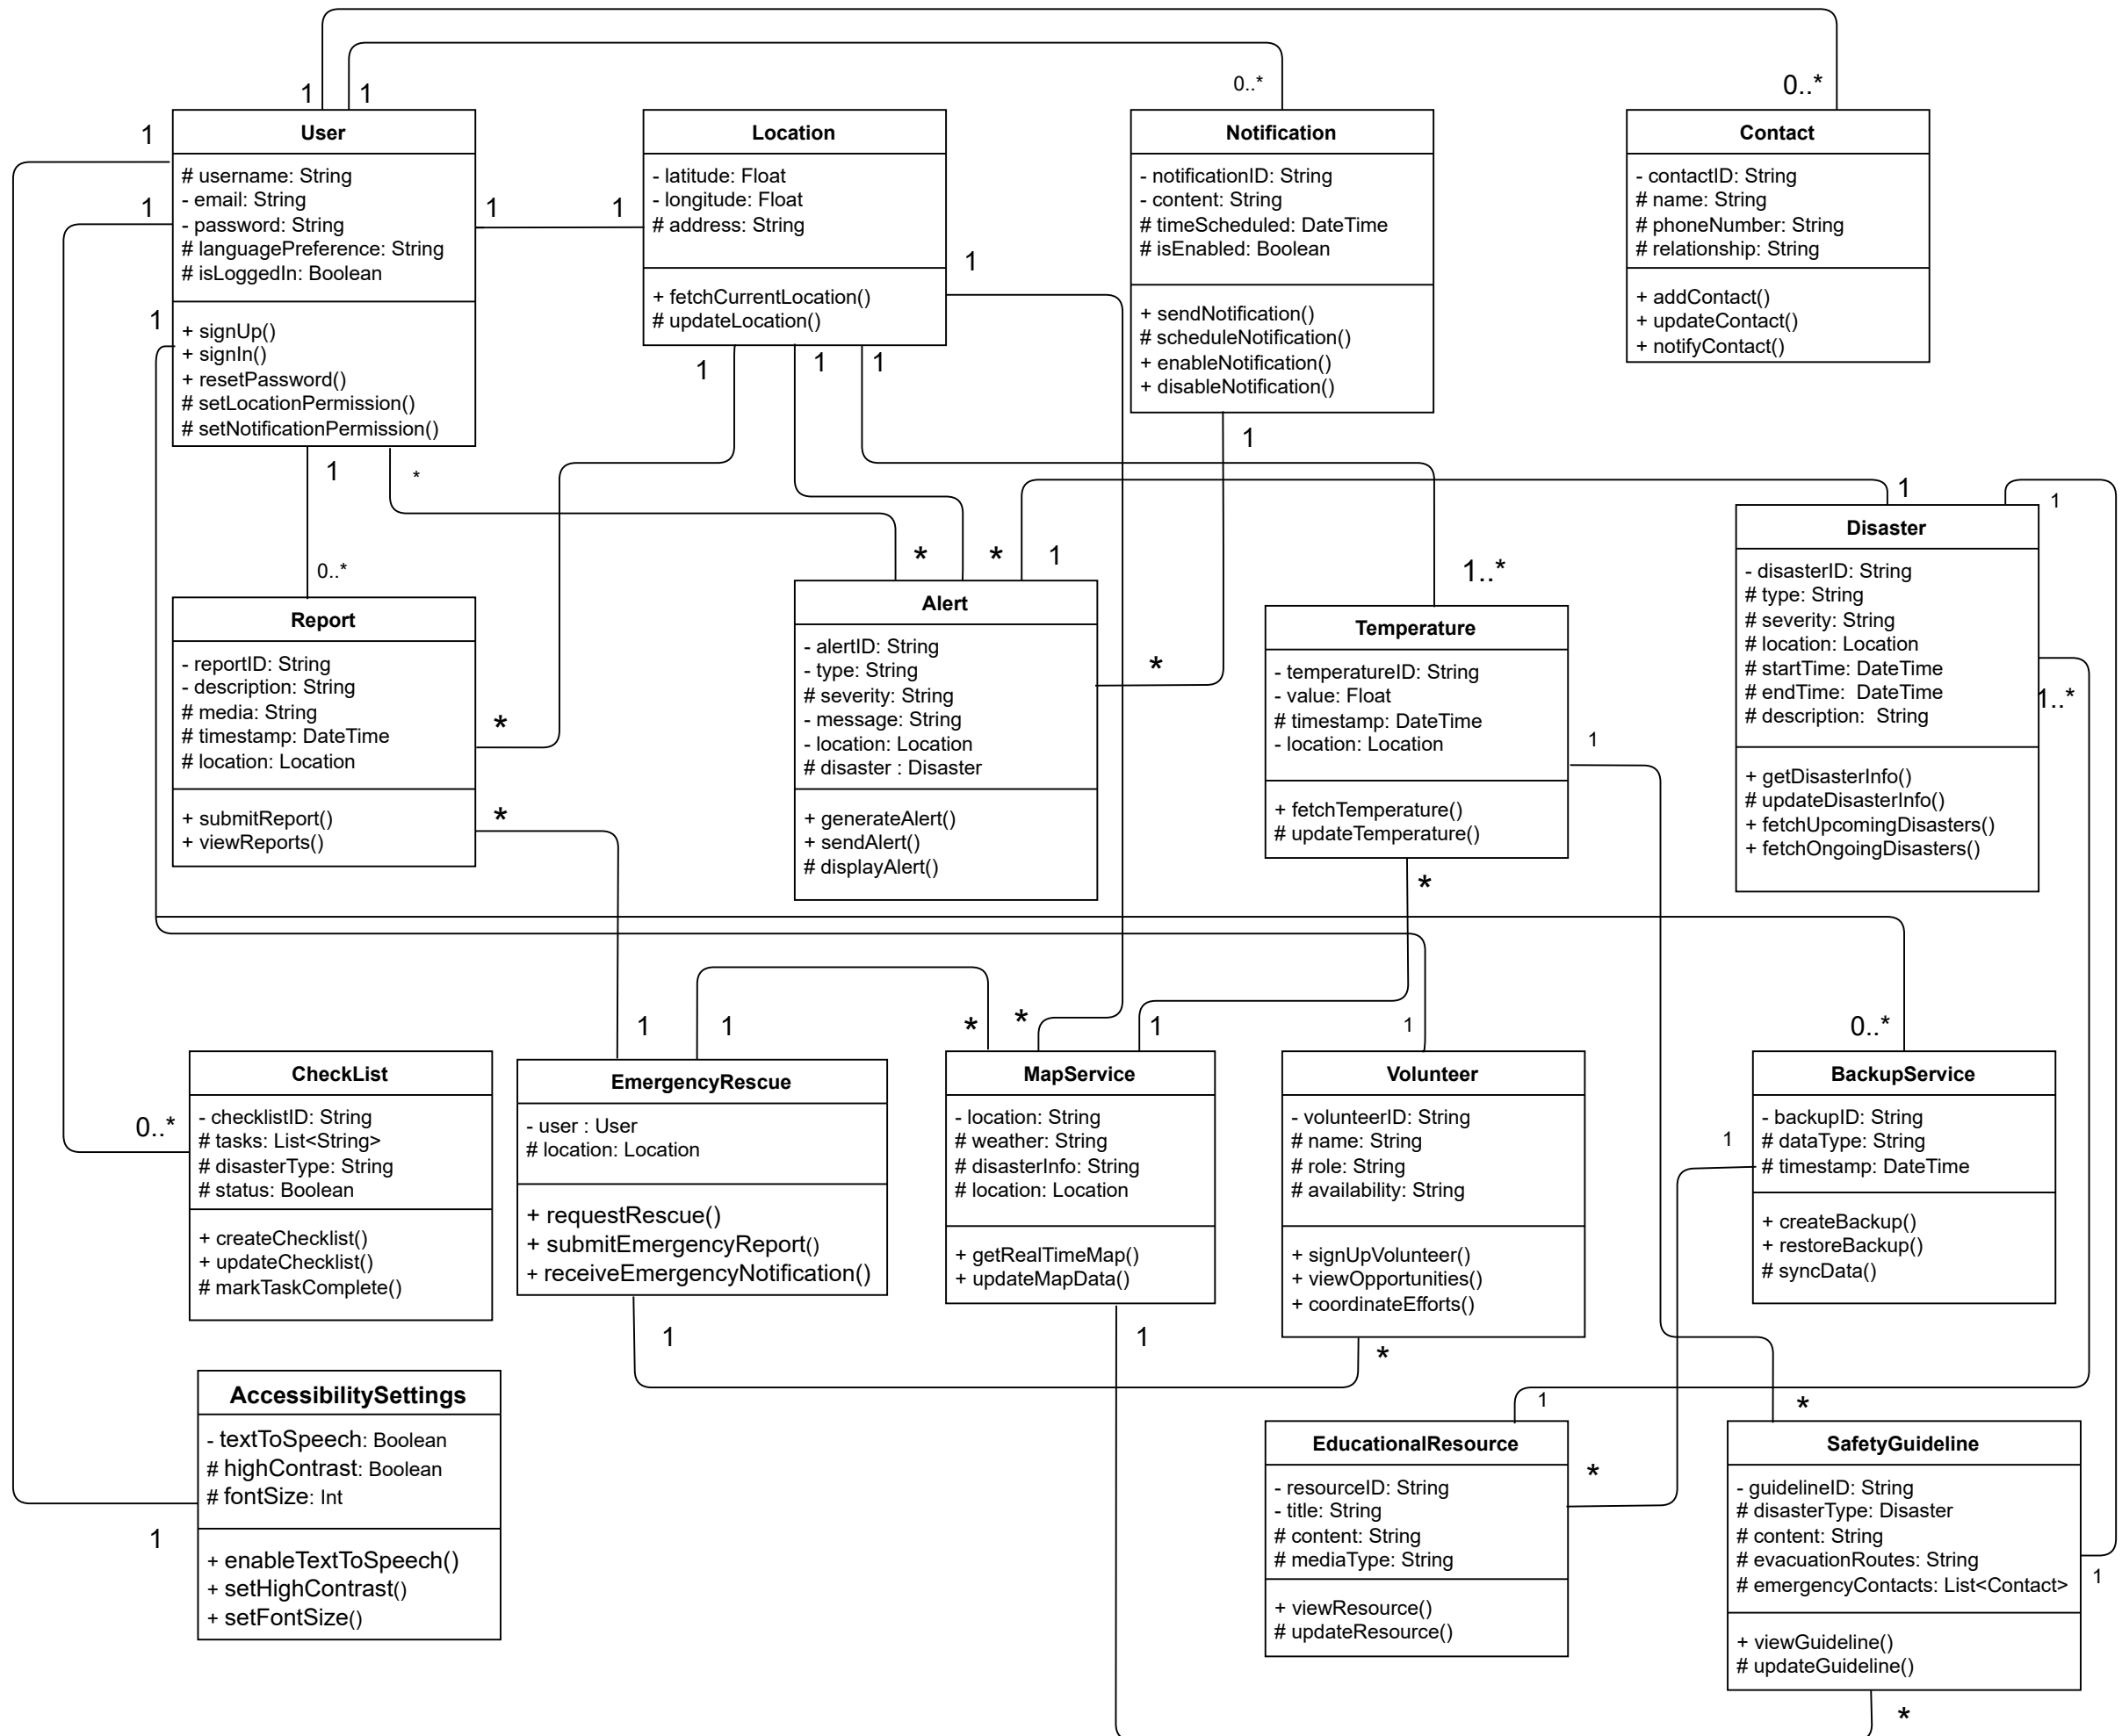 1
1
0..*
0..*
1
User
# username: String
- email: String
- password: String
# languagePreference: String
# isLoggedIn: Boolean
+ signUp()
+ signIn()
+ resetPassword()
# setLocationPermission()
# setNotificationPermission()
1
1
1
1
Location
- latitude: Float
- longitude: Float
# address: String
+ fetchCurrentLocation()
# updateLocation()
1
1
1
1
Notification
- notificationID: String
- content: String
# timeScheduled: DateTime
# isEnabled: Boolean
+ sendNotification()
# scheduleNotification()
+ enableNotification()
+ disableNotification()
1
Contact
- contactID: String
# name: String
# phoneNumber: String
# relationship: String
+ addContact()
+ updateContact()
+ notifyContact()
1
*
0..*
Report
- reportID: String
- description: String
# media: String
# timestamp: DateTime
# location: Location
+ submitReport()
+ viewReports()
*
*
*
*
1
Alert
- alertID: String
- type: String
# severity: String
- message: String
- location: Location
# disaster : Disaster
+ generateAlert()
+ sendAlert()
# displayAlert()
*
1..*
Temperature
- temperatureID: String
- value: Float
# timestamp: DateTime
- location: Location
+ fetchTemperature()
# updateTemperature()
1
*
1
1
Disaster
- disasterID: String
# type: String
# severity: String
# location: Location
# startTime: DateTime
# endTime:  DateTime
# description:  String
+ getDisasterInfo()
# updateDisasterInfo()
+ fetchUpcomingDisasters()
+ fetchOngoingDisasters()
1..*
0..*
CheckList
- checklistID: String
# tasks: List<String>
# disasterType: String
# status: Boolean
+ createChecklist()
+ updateChecklist()
# markTaskComplete()
1
1
EmergencyRescue
- user : User
# location: Location
+ requestRescue()
+ submitEmergencyReport()
+ receiveEmergencyNotification()
1
*
*
1
MapService
- location: String
# weather: String
# disasterInfo: String
# location: Location
+ getRealTimeMap()
+ updateMapData()
1
1
Volunteer
- volunteerID: String
# name: String
# role: String
# availability: String
+ signUpVolunteer()
+ viewOpportunities()
+ coordinateEfforts()
*
0..*
1
BackupService
- backupID: String
# dataType: String
# timestamp: DateTime
+ createBackup()
+ restoreBackup()
# syncData()
AccessibilitySettings
- textToSpeech: Boolean
# highContrast: Boolean
# fontSize: Int
+ enableTextToSpeech()
+ setHighContrast()
+ setFontSize()
1
1
EducationalResource
- resourceID: String
- title: String
# content: String
# mediaType: String
+ viewResource()
# updateResource()
*
*
SafetyGuideline
- guidelineID: String
# disasterType: Disaster
# content: String
# evacuationRoutes: String
# emergencyContacts: List<Contact>
+ viewGuideline()
# updateGuideline()
1
*